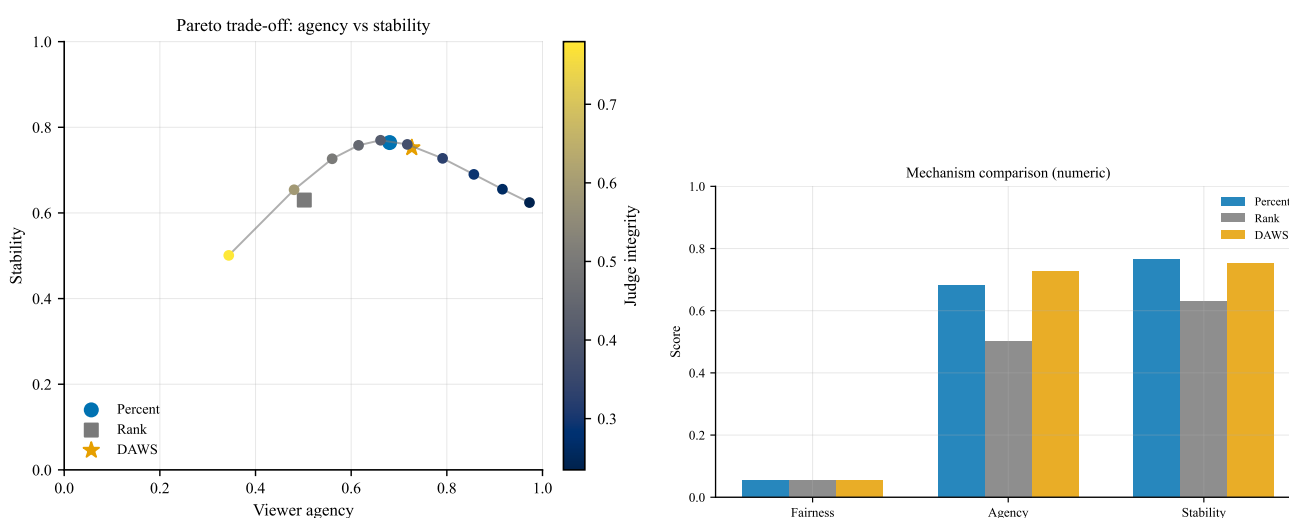 Pareto trade-off: agency vs stability
1.0
0.8
0.6
0.4
0.2
0.0
Stability
0.0
0.2
0.4
0.6
0.8
1.0
Viewer agency
Percent
Rank
DAWS
0.7
0.6
0.5
0.4
0.3
Judge integrity
Mechanism comparison (numeric)
1.0
0.8
0.6
0.4
0.2
0.0
Score
Fairness
Agency
Stability
Percent
Rank
DAWS